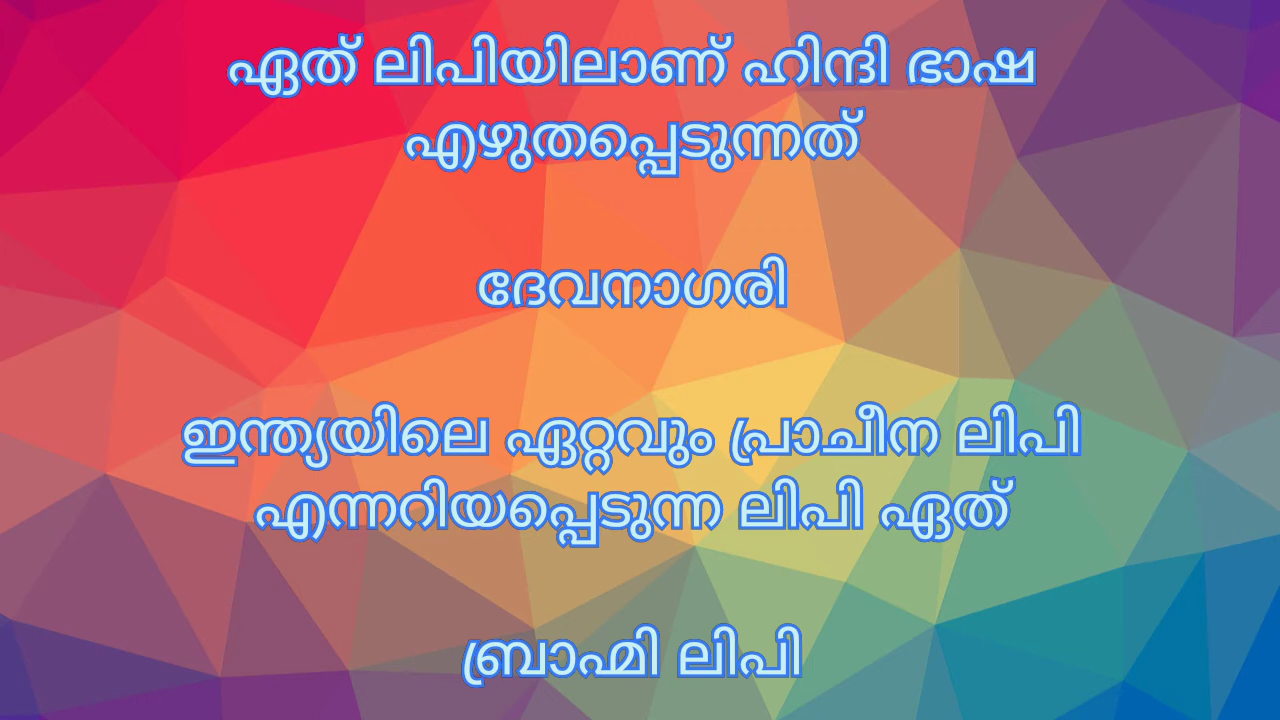 ഏത് ലിപിയിലാണ് ഹിന്ദി ഭാഷ
എഴുതപ്പെടുന്നത്
ദേവനാഗരി
ഇന്ത്യയിലെ ഏറ്റവും പ്രാചീന ലിപി
എന്നറിയപ്പെടുന്ന ലിപി ഏത്
ബ്രാഹ്മി ലിപി